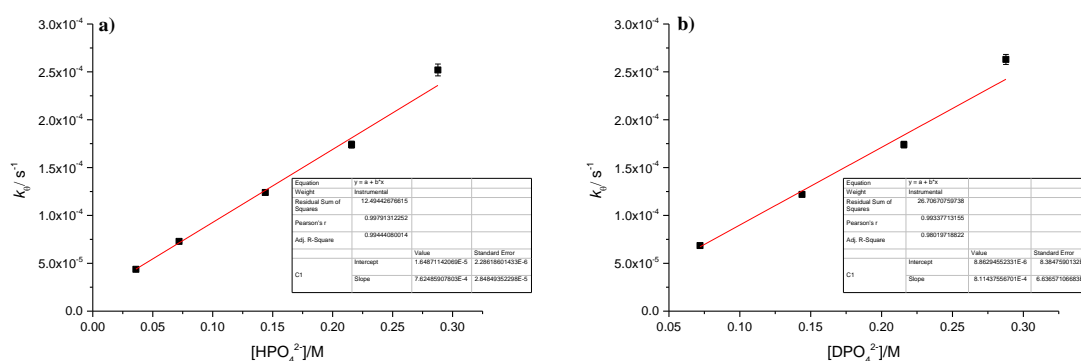 a)
3.0x10-4
2.5x10-4
2.0x10-4
1.5x10-4
1.0x10-4
5.0x10-5
0.0
kθ/ s-1
0.00 0.05 0.10 0.15 0.20 0.25 0.30
[HPO4 2-]/M
Equation y = a + b*x
Weight Instrumental
Residual Sum of Squares 12.49442676615
Pearson's r 0.99791312252
Adj. R-Square 0.99444080014
Value Standard Error
C1 Intercept 1.64871142069E-5 2.28618601433E-6
Slope 7.62485907803E-4 2.84849352298E-5
b)
3.0x10-4
2.5x10-4
2.0x10-4
1.5x10-4
1.0x10-4
5.0x10-5
0.0
kθ/ s-1
0.05 0.10 0.15 0.20 0.25 0.30
[DPO4 2-]/M
Equation y = a + b*x
Weight Instrumental
Residual Sum of Squares 26.70670759738
Pearson's r 0.99337713155
Adj. R-Square 0.98019718822
Value Standard Error
C1 Intercept 8.86294552331E-6
Slope 8.11437556701E-4